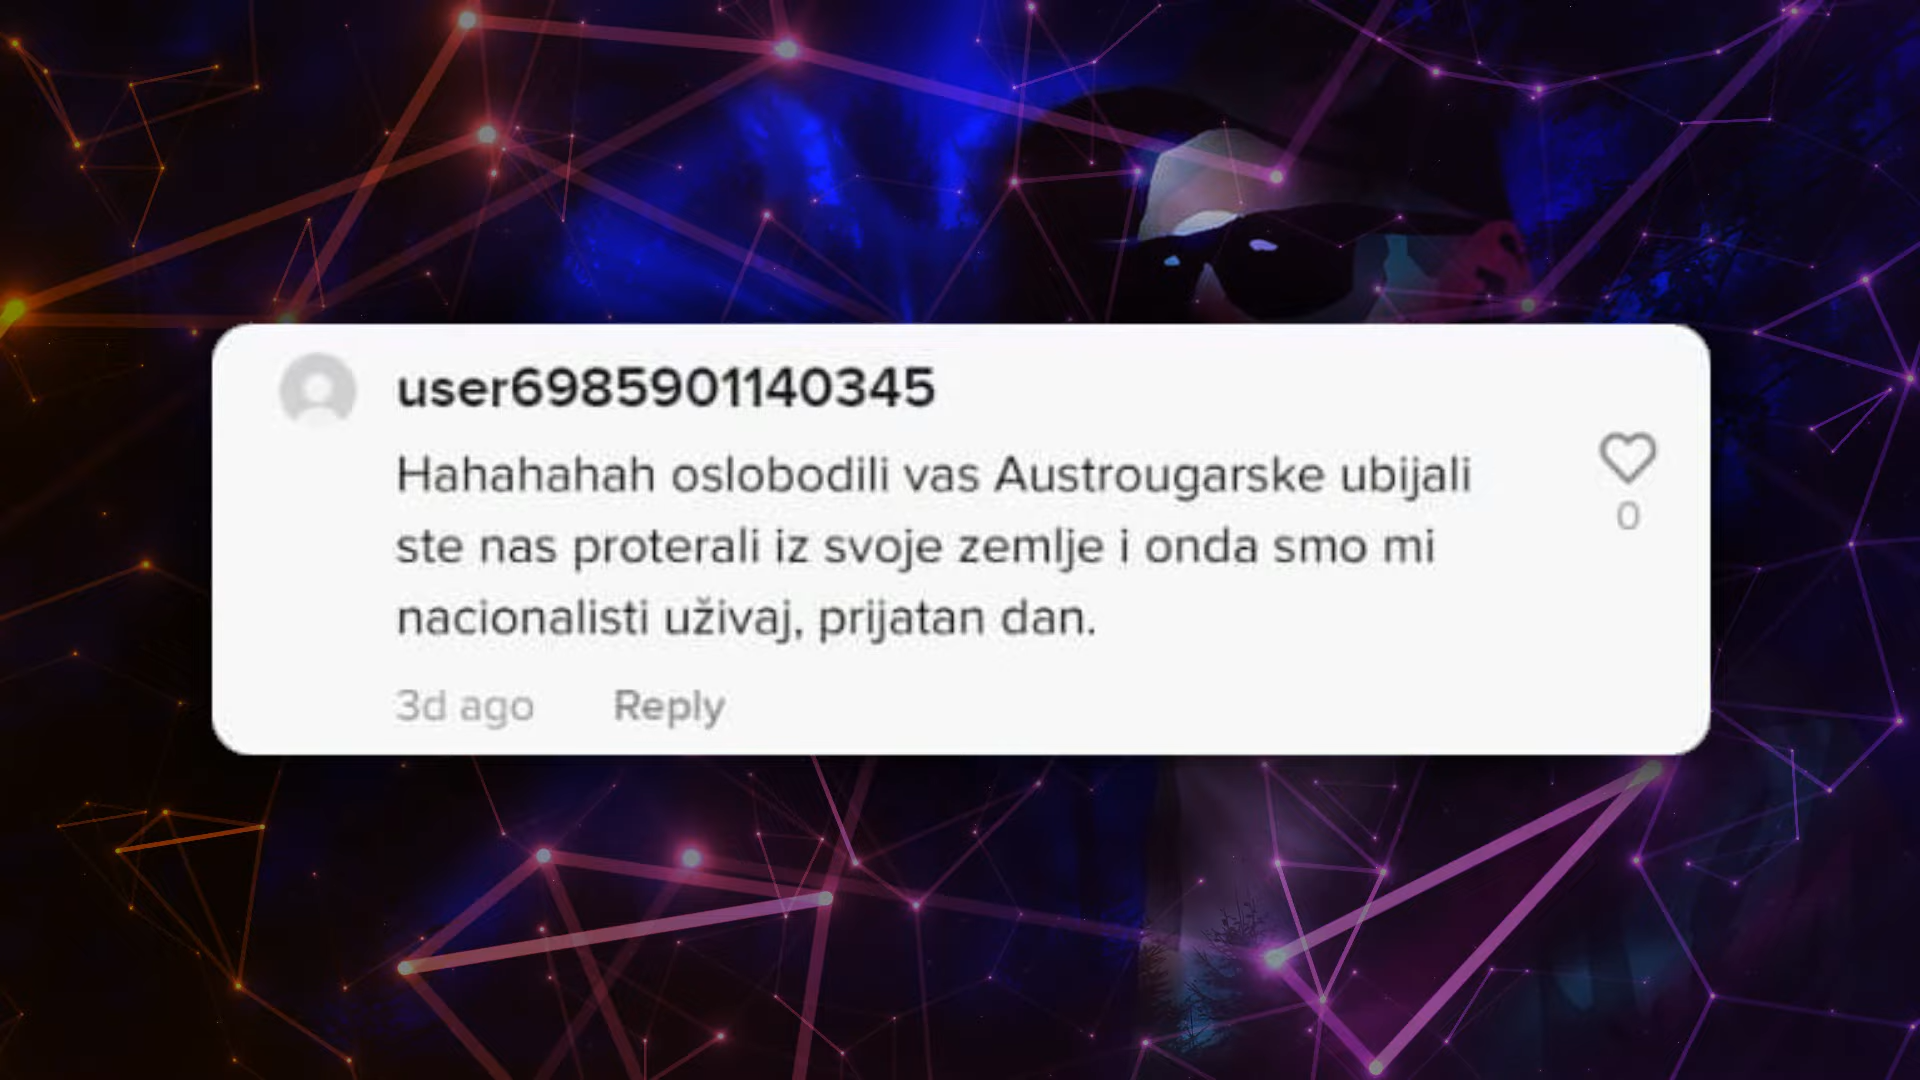 user6985901140345
Hahahahah oslobodili vas Austrougarske ubijali
ste nas proterali iz svoje zemlje i onda smo mi
nacionalisti uživaj, prijatan dan.
0
3d ago Reply